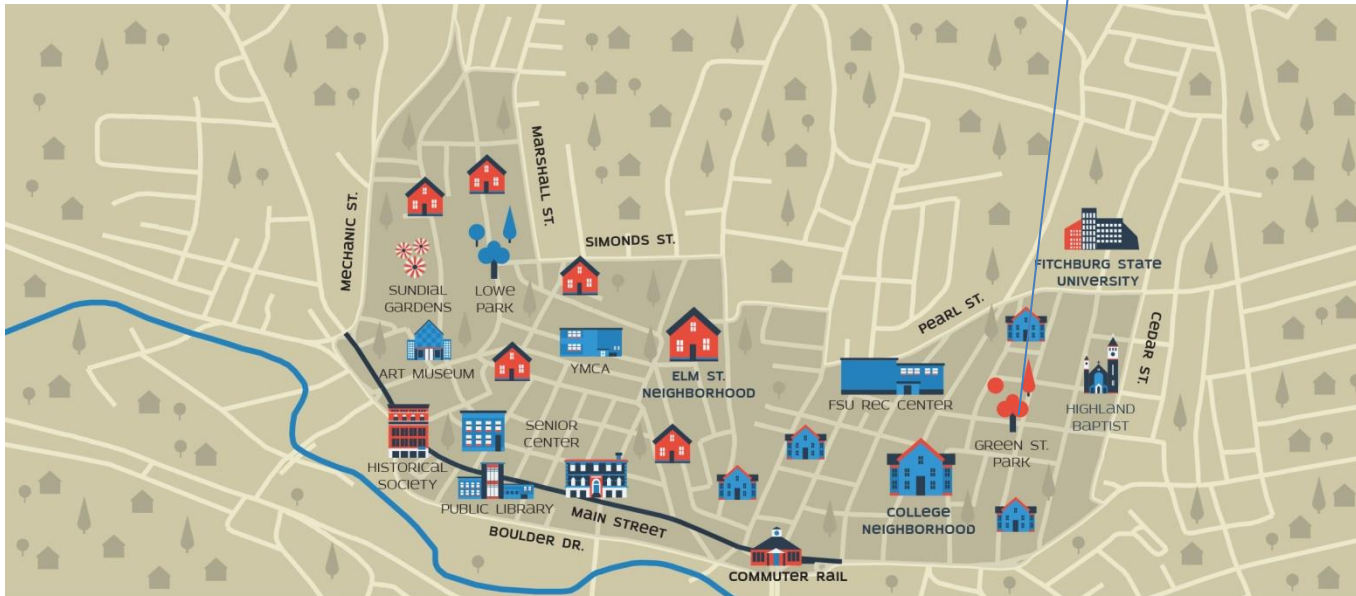 MARSHALL ST.
MECHANIC ST.
SIMONDS ST.
FITCHBURG STATE
UNIVERSITY
SUNDIAL
GARDENS
LOWE
PARK
PEARL ST.
CEDAR ST.
ART MUSEUM
YMCA
ELM ST.
NEIGHBORHOOD
FSU REC CENTER
HIGHLAND
BAPTIST
SENIOR
CENTER
GREEN ST.
PARK
HISTORICAL
SOCIETY
PUBLIC LIBRARY
MAIN STREET
COLLEGE
NEIGHBORHOOD
BOULDER DR.
COMMUTER RAIL